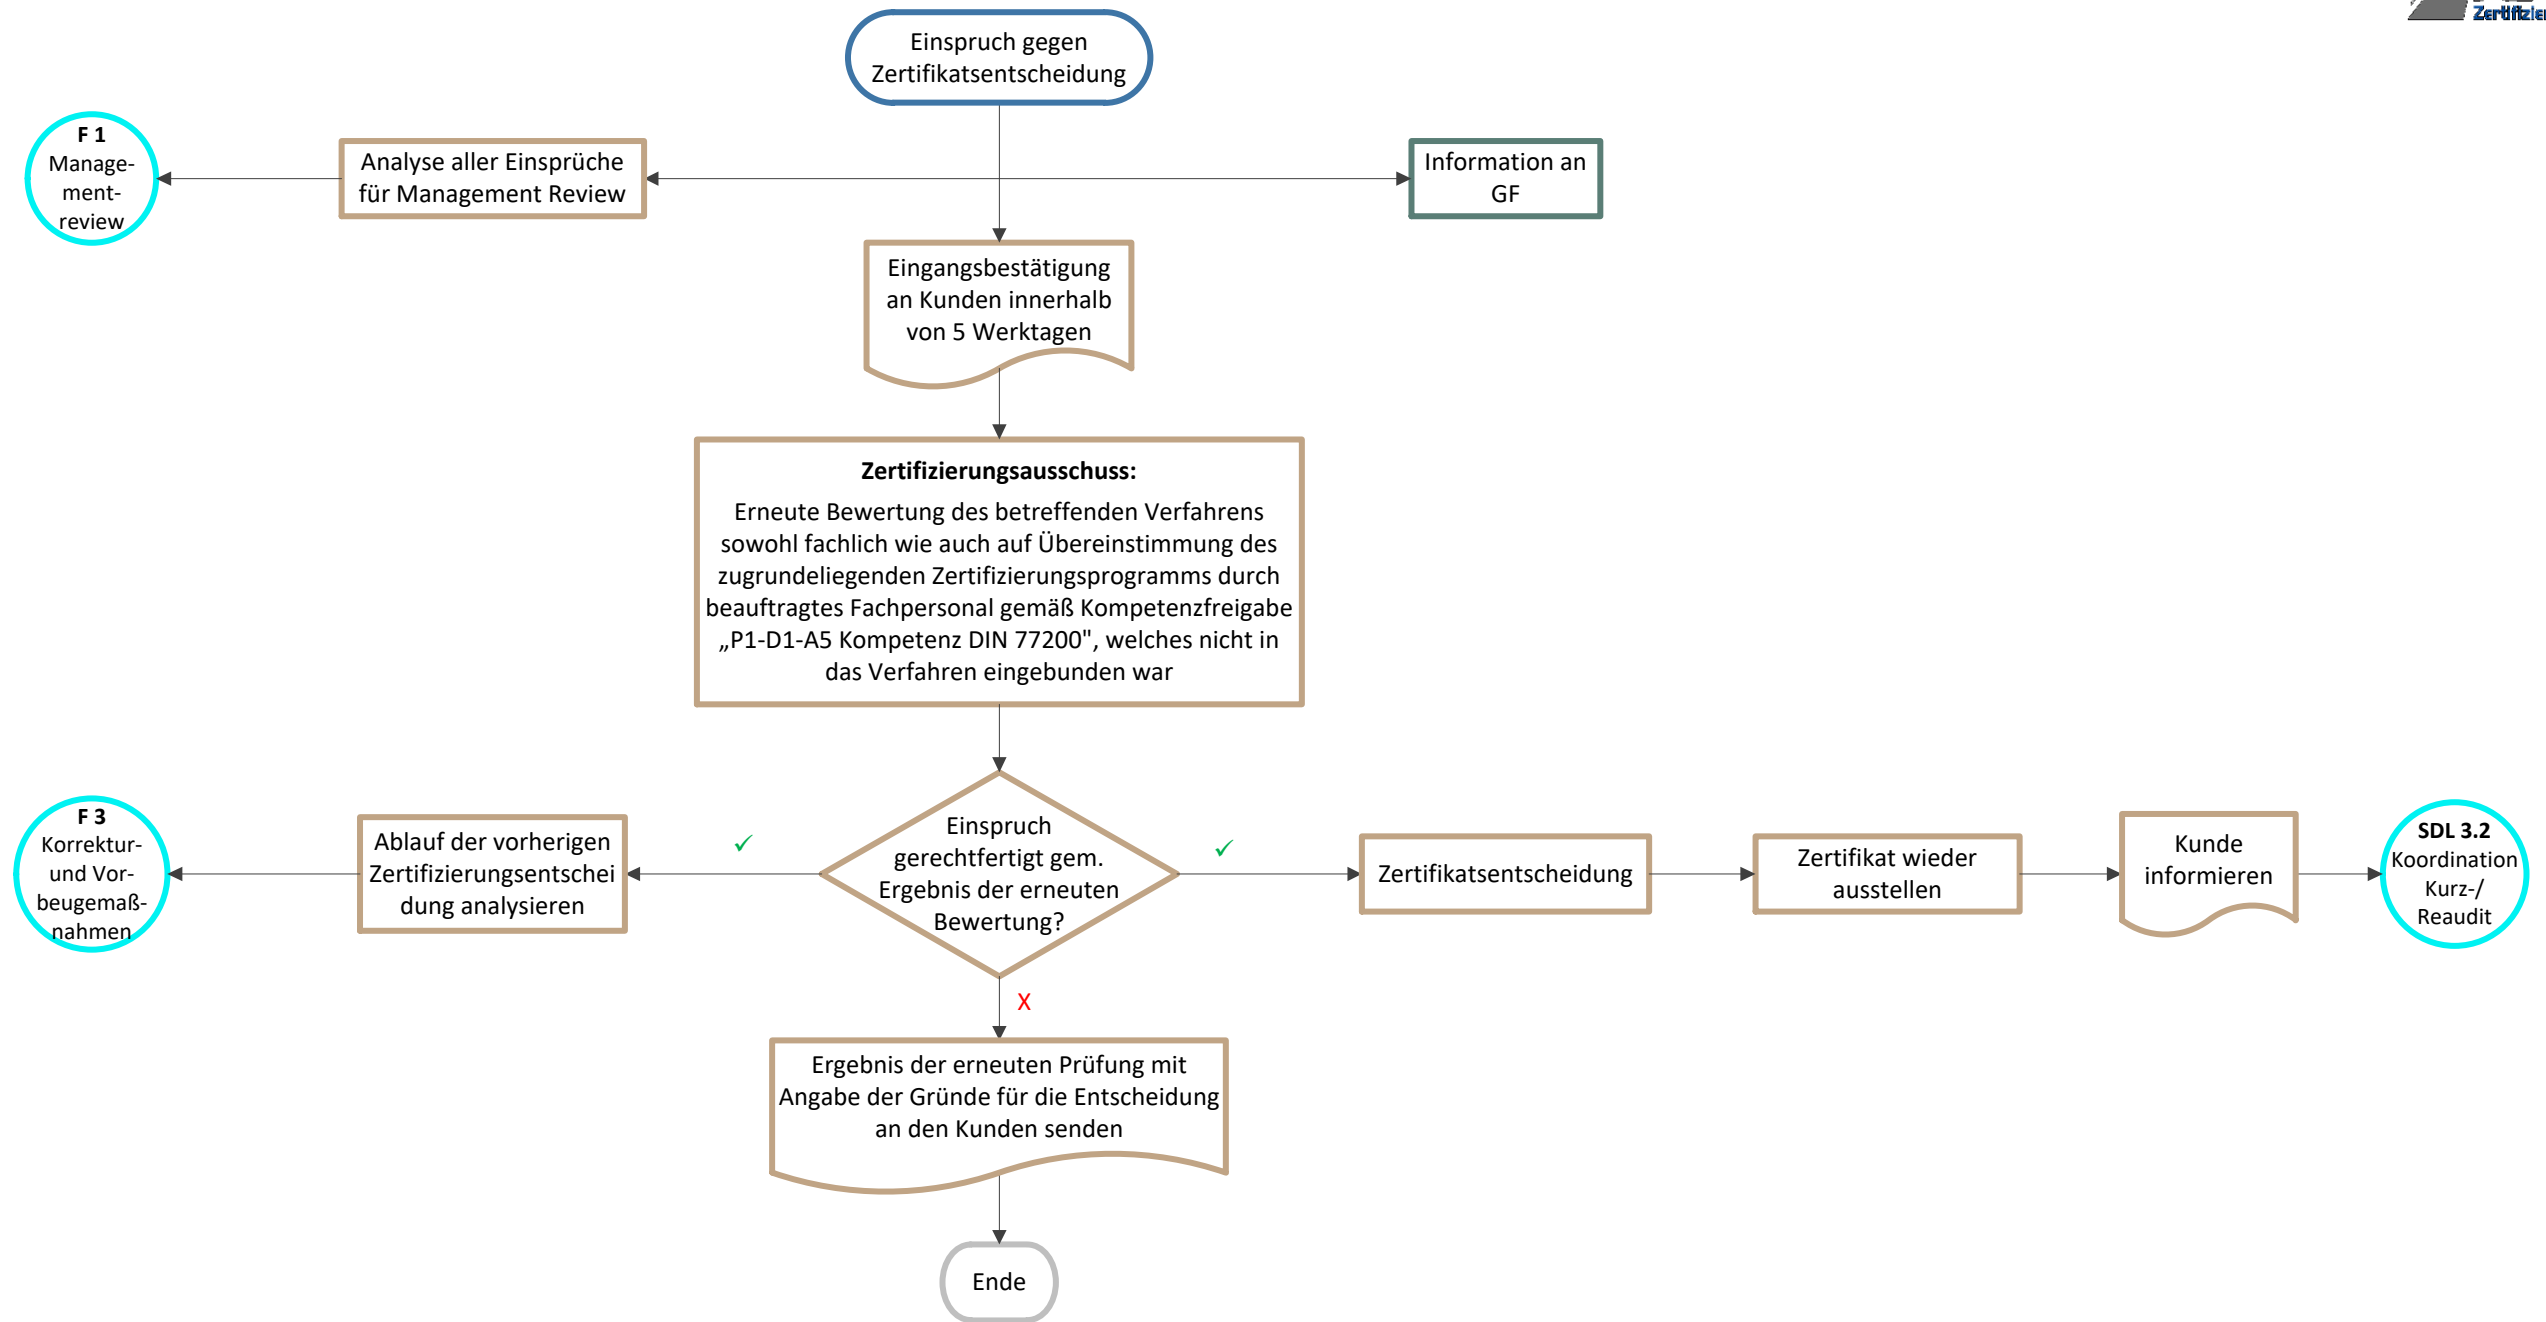 Einspruch gegen
Zertifikatsentscheidung
F 1
Manage-
ment-
review
Analyse aller Einsprüche
für Management Review
Information an
GF
Eingangsbestätigung
an Kunden innerhalb
von 5 Werktagen
Zertifizierungsausschuss:
Erneute Bewertung des betreffenden Verfahrens
sowohl fachlich wie auch auf Übereinstimmung des
zugrundeliegenden Zertifizierungsprogramms durch
beauftragtes Fachpersonal gemäß Kompetenzfreigabe
„P1-D1-A5 Kompetenz DIN 77200", welches nicht in
das Verfahren eingebunden war
F 3
Korrektur-
und Vor-
beugemaß-
nahmen
Ablauf der vorherigen
Zertifizierungsentschei
dung analysieren
✓
Einspruch
gerechtfertigt gem.
Ergebnis der erneuten
Bewertung?
✓
Zertifikatsentscheidung
Zertifikat wieder
ausstellen
Kunde
informieren
SDL 3.2
Koordination
Kurz-/
Reaudit
X
Ergebnis der erneuten Prüfung mit
Angabe der Gründe für die Entscheidung
an den Kunden senden
Ende